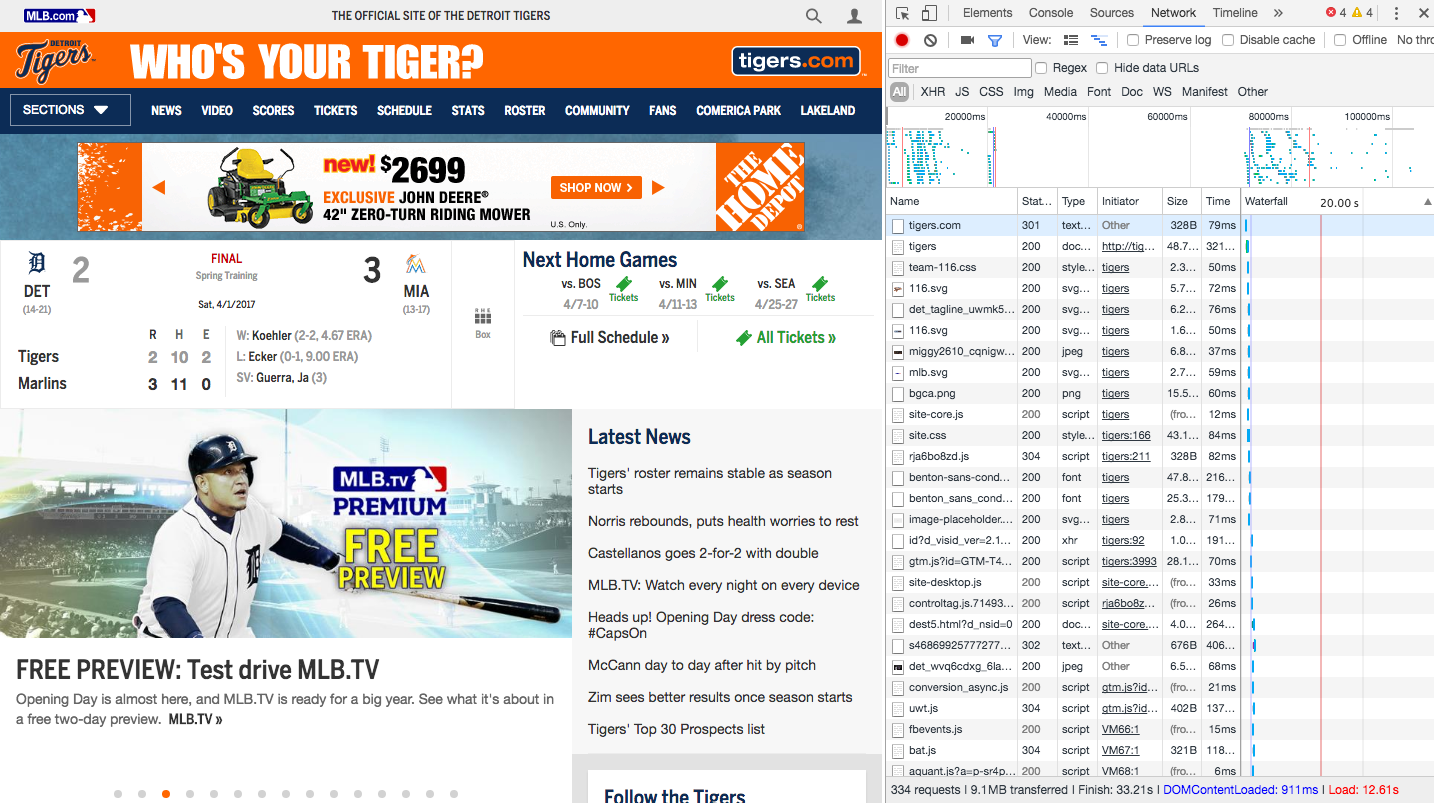 MLB.com
THE OFFICIAL SITE OF THE DETROIT TIGERS
DETROIT
Tigers
WHO'S YOUR TIGER?
tigers.com
SECTIONS
NEWS VIDEO SCORES TICKETS SCHEDULE STATS ROSTER COMMUNITY FANS COMERICA PARK LAKELAND
new! $2699
EXCLUSIVE JOHN DEERE®
42" ZERO-TURN RIDING MOWER
SHOP NOW >
U.S. Only.
THE HOME DEPOT
DET
(14-21)
2
FINAL
Spring Training
Sat, 4/1/2017
3
MIA
(13-17)
R H E
Tigers 2 10 2
Marlins 3 11 0
W: Koehler (2-2, 4.67 ERA)
L: Ecker (0-1, 9.00 ERA)
SV: Guerra, Ja (3)
Box
Next Home Games
vs. BOS
4/7-10
Tickets
vs. MIN
4/11-13
Tickets
vs. SEA
4/25-27
Tickets
Full Schedule »
All Tickets »
MLB.TV
PREMIUM
FREE
PREVIEW
FREE PREVIEW: Test drive MLB.TV
Opening Day is almost here, and MLB.TV is ready for a big year. See what it's about in
a free two-day preview. MLB.TV »
Latest News
Tigers' roster remains stable as season
starts
Norris rebounds, puts health worries to rest
Castellanos goes 2-for-2 with double
MLB.TV: Watch every night on every device
Heads up! Opening Day dress code:
#CapsOn
McCann day to day after hit by pitch
Zim sees better results once season starts
Tigers' Top 30 Prospects list
Follow the Tigers
Elements Console Sources Network Timeline » 4 4
View: Preserve log Disable cache Offline No thro
Filter Regex Hide data URLs
All XHR JS CSS Img Media Font Doc WS Manifest Other
20000ms 40000ms 60000ms 80000ms 100000ms
Name Stat... Type Initiator Size Time Waterfall 20.00 s
tigers.com 301 text... Other 328B 79ms
tigers 200 doc... http://tig... 48.7... 321...
team-116.css 200 style... tigers 2.3... 50ms
116.svg 200 svg... tigers 5.7... 72ms
det_tagline_uwmk5... 200 svg... tigers 6.2... 76ms
116.svg 200 svg... tigers 1.6... 50ms
miggy2610_cqnigw... 200 jpeg tigers 6.8... 37ms
mlb.svg 200 svg... tigers 2.7... 59ms
bgca.png 200 png tigers 15.5... 60ms
site-core.js 200 script tigers (fro... 12ms
site.css 200 style... tigers:166 43.1... 84ms
rja6bo8zd.js 304 script tigers:211 328B 82ms
benton-sans-cond... 200 font tigers 47.8... 216...
benton_sans_cond... 200 font tigers 25.3... 179...
image-placeholder.... 200 svg... tigers 2.8... 71ms
id?d_visid_ver=2.1... 200 xhr tigers:92 1.0... 191...
gtm.js?id=GTM-T4... 200 script tigers:3993 28.1... 70ms
site-desktop.js 200 script site-core.... (fro... 33ms
controltag.js.71493... 200 script rja6bo8z... (fro... 26ms
dest5.html?d_nsid=0 200 doc... site-core.... 4.0... 264...
s46869925777277... 302 text... Other 676B 406...
det_wvq6cdxg_6la... 200 jpeg Other 6.5... 68ms
conversion_async.js 200 script gtm.js?id... (fro... 21ms
uwt.js 304 script gtm.js?id... 402B 137...
fbevents.js 200 script VM66:1 (fro... 15ms
bat.js 304 script VM67:1 321B 118...
aquant.js?a=p-sr4p... 200 script VM68:1 (fro... 6ms
334 requests | 9.1MB transferred | Finish: 33.21s | DOMContentLoaded: 911ms | Load: 12.61s